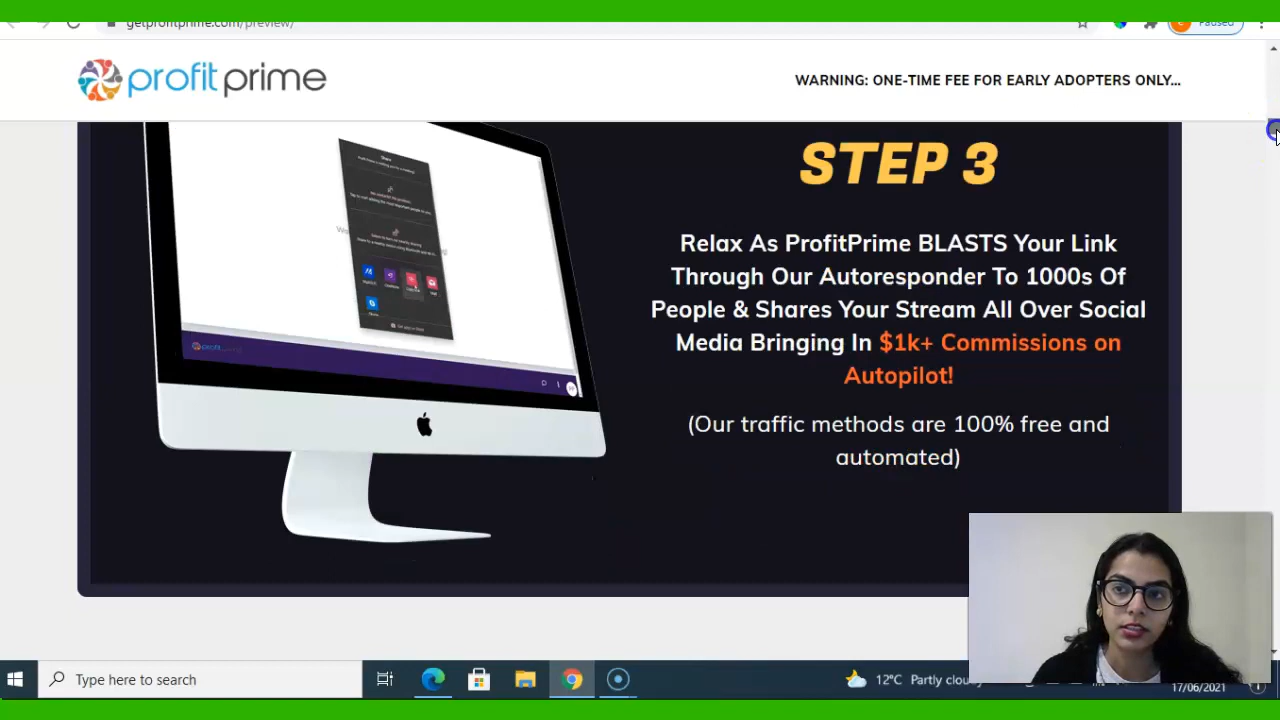 getprofitprime.com/preview/
Paused
profitprime
WARNING: ONE-TIME FEE FOR EARLY ADOPTERS ONLY...
Share
STEP 3
Relax As ProfitPrime BLASTS Your Link
Through Our Autoresponder To 1000s Of
People & Shares Your Stream All Over Social
Media Bringing In $1k+ Commissions on
Autopilot!
(Our traffic methods are 100% free and
automated)
profit
Type here to search
12°C Partly clou
17/06/2021